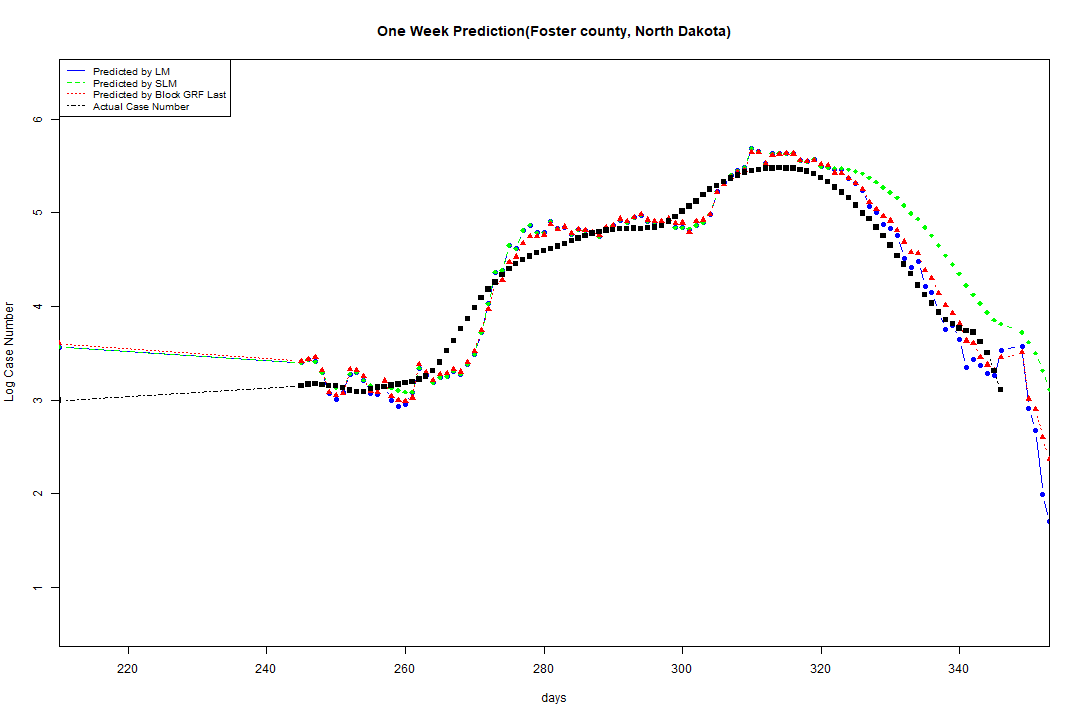 One Week Prediction(Foster county, North Dakota)
Predicted by LM
Predicted by SLM
Predicted by Block GRF Last
Actual Case Number
Log Case Number
6
5
4
3
2
1
220 240 260 280 300 320 340
days